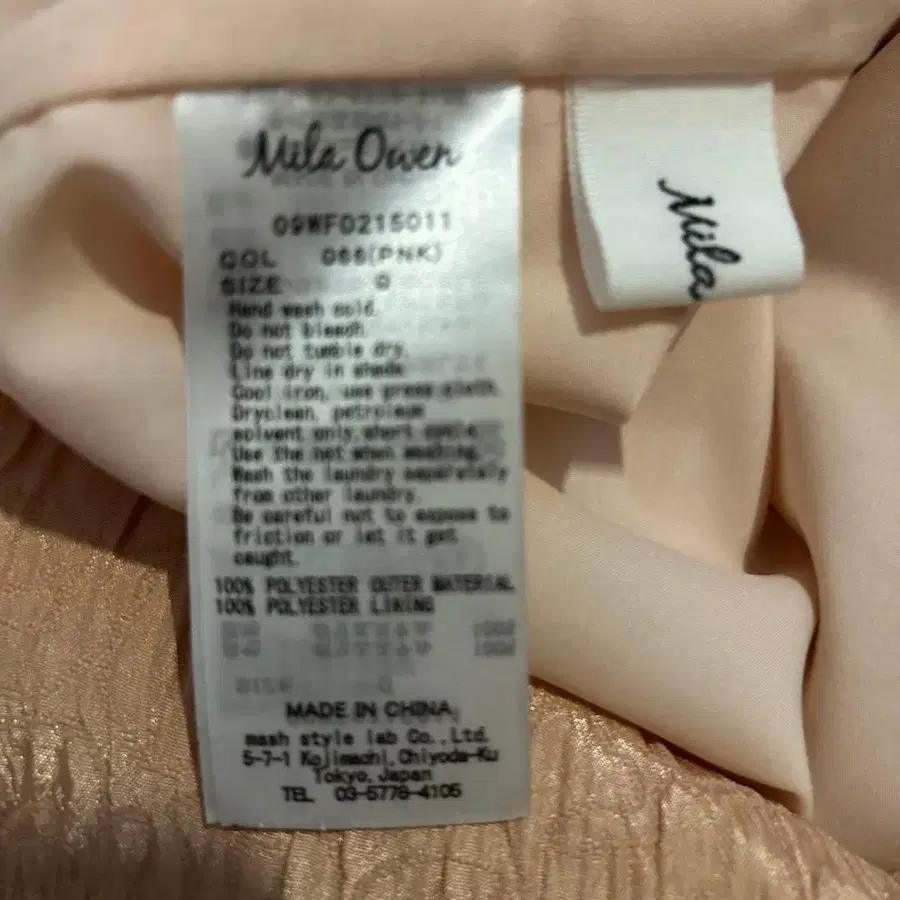 Mila Owen
09WF0215011
COL 066(PNK)
SIZE 0
Hand wash cold.
Do not bleach.
Do not tumble dry.
Line dry in shade.
Cool iron, use press cloth.
Dryclean, petroleum
solvent only, short cycle
Use the net when washing.
Wash the laundry separately
from other laundry.
Be careful not to expose to
friction or let it get
caught.
100% POLYESTER OUTER MATERIAL
100% POLYESTER LINING
MADE IN CHINA
mash style lab Co.,Ltd.
5-7-1 Kojimachi,Chiyoda-Ku
Tokyo,Japan
TEL 03-5778-4105
Mila